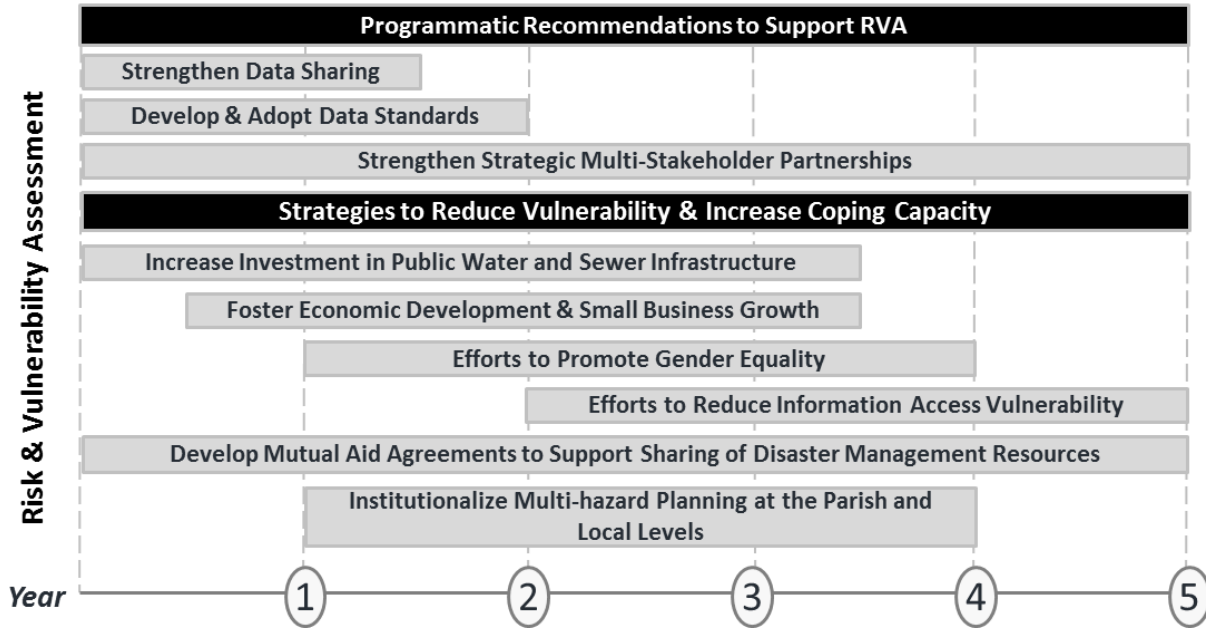 Programmatic Recommendations to Support RVA
Strengthen Data Sharing
Develop & Adopt Data Standards
Strengthen Strategic Multi-Stakeholder Partnerships
Strategies to Reduce Vulnerability & Increase Coping Capacity
Increase Investment in Public Water and Sewer Infrastructure
Foster Economic Development & Small Business Growth
Efforts to Promote Gender Equality
Efforts to Reduce Information Access Vulnerability
Develop Mutual Aid Agreements to Support Sharing of Disaster Management Resources
Institutionalize Multi-hazard Planning at the Parish and
Local Levels
Risk & Vulnerability Assessment
Year 1 2 3 4 5